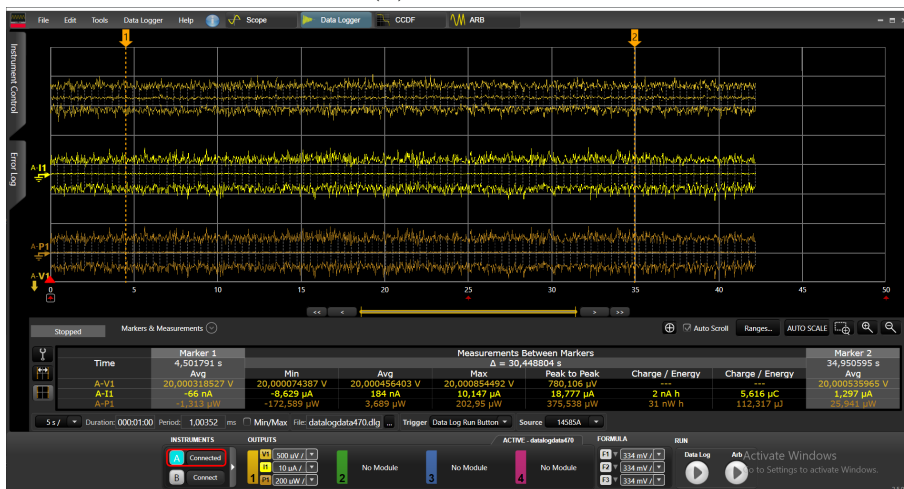 File Edit Tools Data Logger Help Scope Data Logger CCDF ARB
Instrument Control
Error Log
1 2
A-I1
A-P1
A-V1
0 5 10 15 20 25 30 35 40 45 50
<< < > >>
Stopped Markers & Measurements Auto Scroll Ranges... AUTO SCALE
Marker 1 Measurements Between Markers Marker 2
Time 4,501791 s Δ = 30,448804 s 34,950595 s
Avg Min Avg Max Peak to Peak Charge / Energy Charge / Energy Avg
A-V1 20,000318527 V 20,000074387 V 20,000456403 V 20,000854492 V 780,106 µV --- --- 20,000535965 V
A-I1 -66 nA -8,629 µA 184 nA 10,147 µA 18,777 µA 2 nA h 5,616 µC 1,297 µA
A-P1 -1,313 µW -172,589 µW 3,689 µW 202,95 µW 375,538 µW 31 nW h 112,317 µJ 25,941 µW
5 s / Duration: 000:01:00 Period: 1,00352 ms Min/Max File: datalogdata470.dlg ... Trigger Data Log Run Button Source 14585A
INSTRUMENTS OUTPUTS ACTIVE - datalogdata470 FORMULA RUN
A Connected
B Connect
1 V1 500 uV /
I1 10 µA /
P1 200 uW /
2 No Module
3 No Module
4 No Module
F1 334 mV /
F2 334 mV /
F3 334 mV /
Data Log Arb
Activate Windows
Go to Settings to activate Windows.